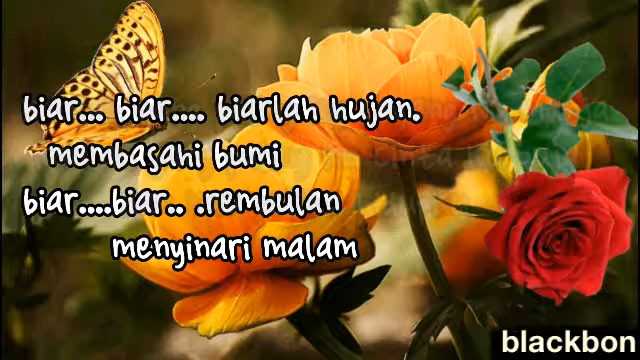 biar... biar.... biarlah hujan.
membasahi bumi
biar....biar.. .rembulan
menyinari malam
blackbon